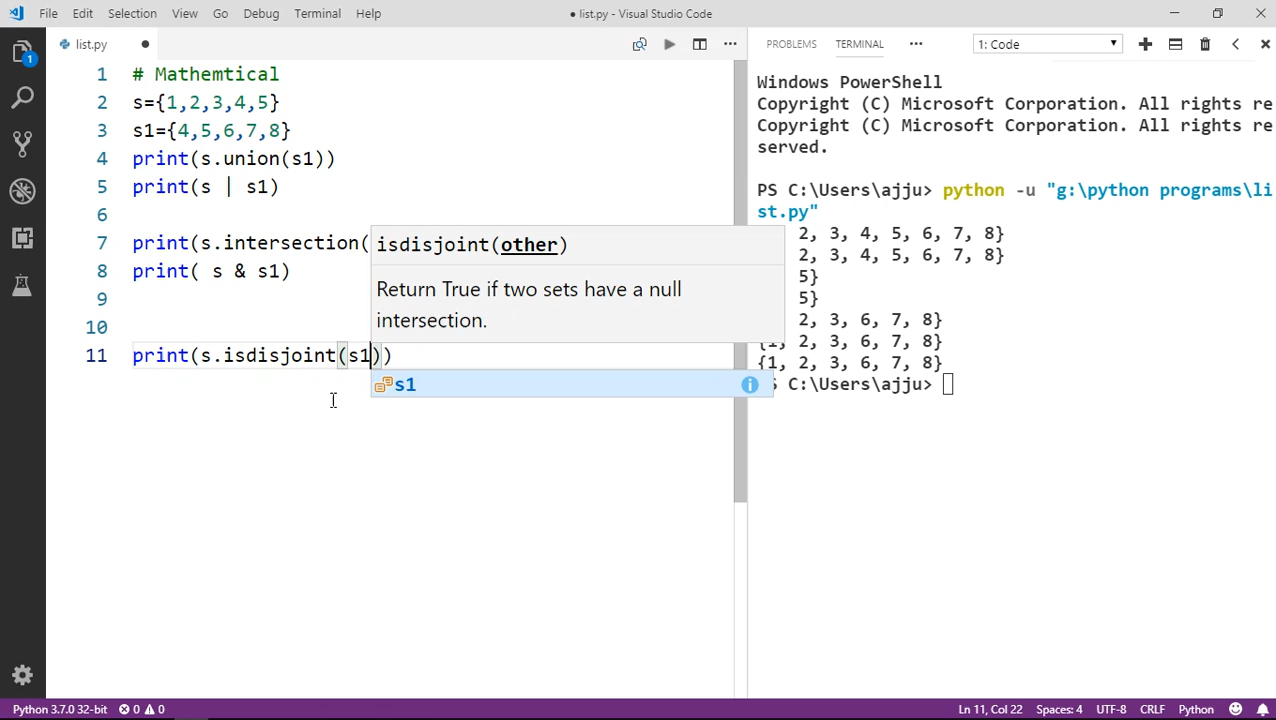 File Edit Selection View Go Debug Terminal Help
● list.py - Visual Studio Code
list.py
PROBLEMS TERMINAL ··· 1: Code
1
1 # Mathemtical
2 s={1,2,3,4,5}
3 s1={4,5,6,7,8}
4 print(s.union(s1))
5 print(s | s1)
6
7 print(s.intersection(
8 print( s & s1)
9
10
11 print(s.isdisjoint(s1))
isdisjoint(other)
Return True if two sets have a null
intersection.
s1
Windows PowerShell
Copyright (C) Microsoft Corporation. All rights re
Copyright (C) Microsoft Corporation. All rights re
served.
PS C:\Users\ajju> python -u "g:\python programs\li
st.py"
2, 3, 4, 5, 6, 7, 8}
2, 3, 4, 5, 6, 7, 8}
5}
5}
2, 3, 6, 7, 8}
{1, 2, 3, 6, 7, 8}
{1, 2, 3, 6, 7, 8}
S C:\Users\ajju>
Python 3.7.0 32-bit 0 0 Ln 11, Col 22 Spaces: 4 UTF-8 CRLF Python